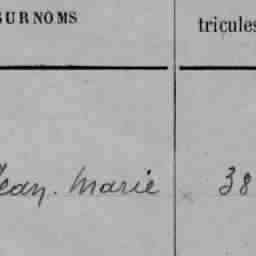 SURNOMS
tricules
Jean. Marie
38